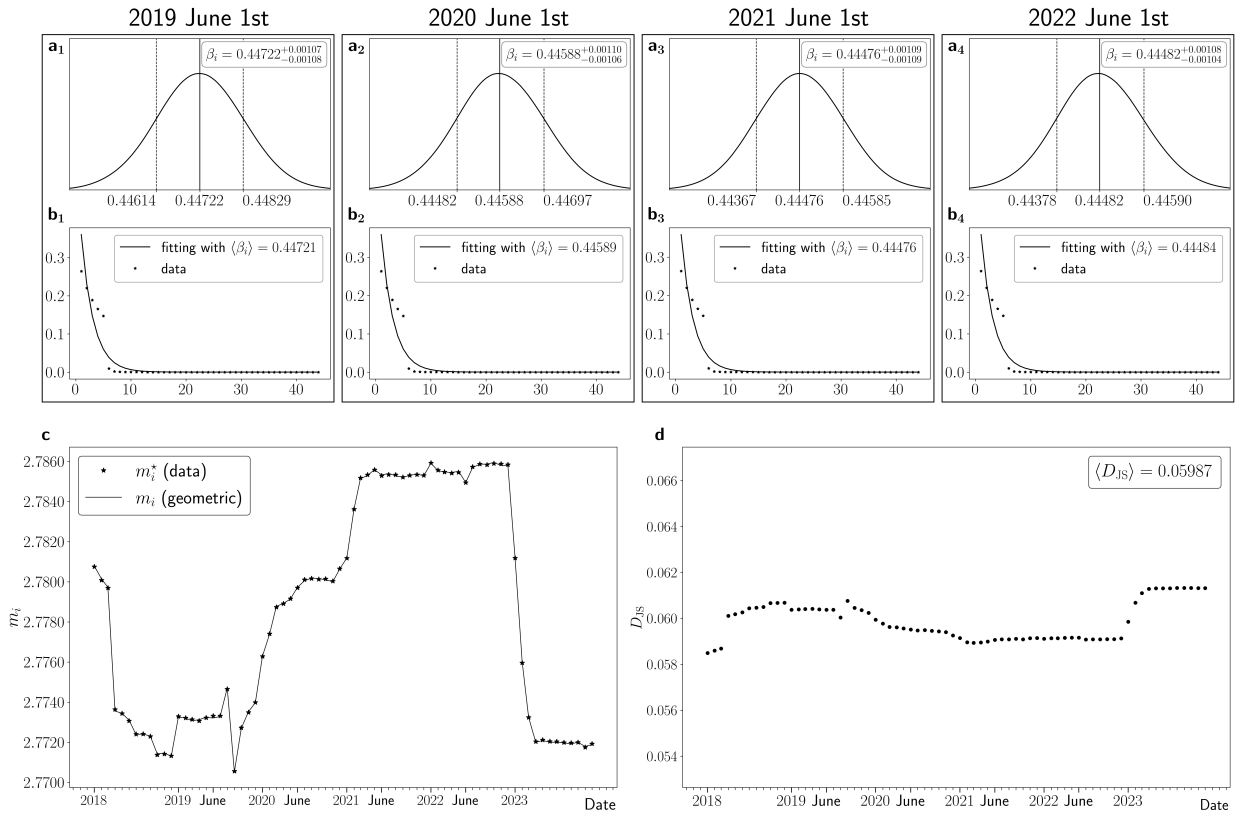 2019 June 1st 2020 June 1st 2021 June 1st 2022 June 1st
a₁ βᵢ = 0.44722 +0.00107 −0.00108
a₂ βᵢ = 0.44588 +0.00110 −0.00106
a₃ βᵢ = 0.44476 +0.00109 −0.00109
a₄ βᵢ = 0.44482 +0.00108 −0.00104
0.44614 0.44722 0.44829
0.44482 0.44588 0.44697
0.44367 0.44476 0.44585
0.44378 0.44482 0.44590
b₁
fitting with ⟨βᵢ⟩ = 0.44721
data
0.3
0.2
0.1
0.0
0 10 20 30 40
b₂
fitting with ⟨βᵢ⟩ = 0.44589
data
0.3
0.2
0.1
0.0
0 10 20 30 40
b₃
fitting with ⟨βᵢ⟩ = 0.44476
data
0.3
0.2
0.1
0.0
0 10 20 30 40
b₄
fitting with ⟨βᵢ⟩ = 0.44484
data
0.3
0.2
0.1
0.0
0 10 20 30 40
c
mᵢ⋆ (data)
mᵢ (geometric)
2.7860
2.7840
2.7820
2.7800
2.7780
2.7760
2.7740
2.7720
2.7700
mᵢ
2018 2019 June 2020 June 2021 June 2022 June 2023
Date
d
⟨D_JS⟩ = 0.05987
0.066
0.064
0.062
0.060
0.058
0.056
0.054
D_JS
2018 2019 June 2020 June 2021 June 2022 June 2023
Date